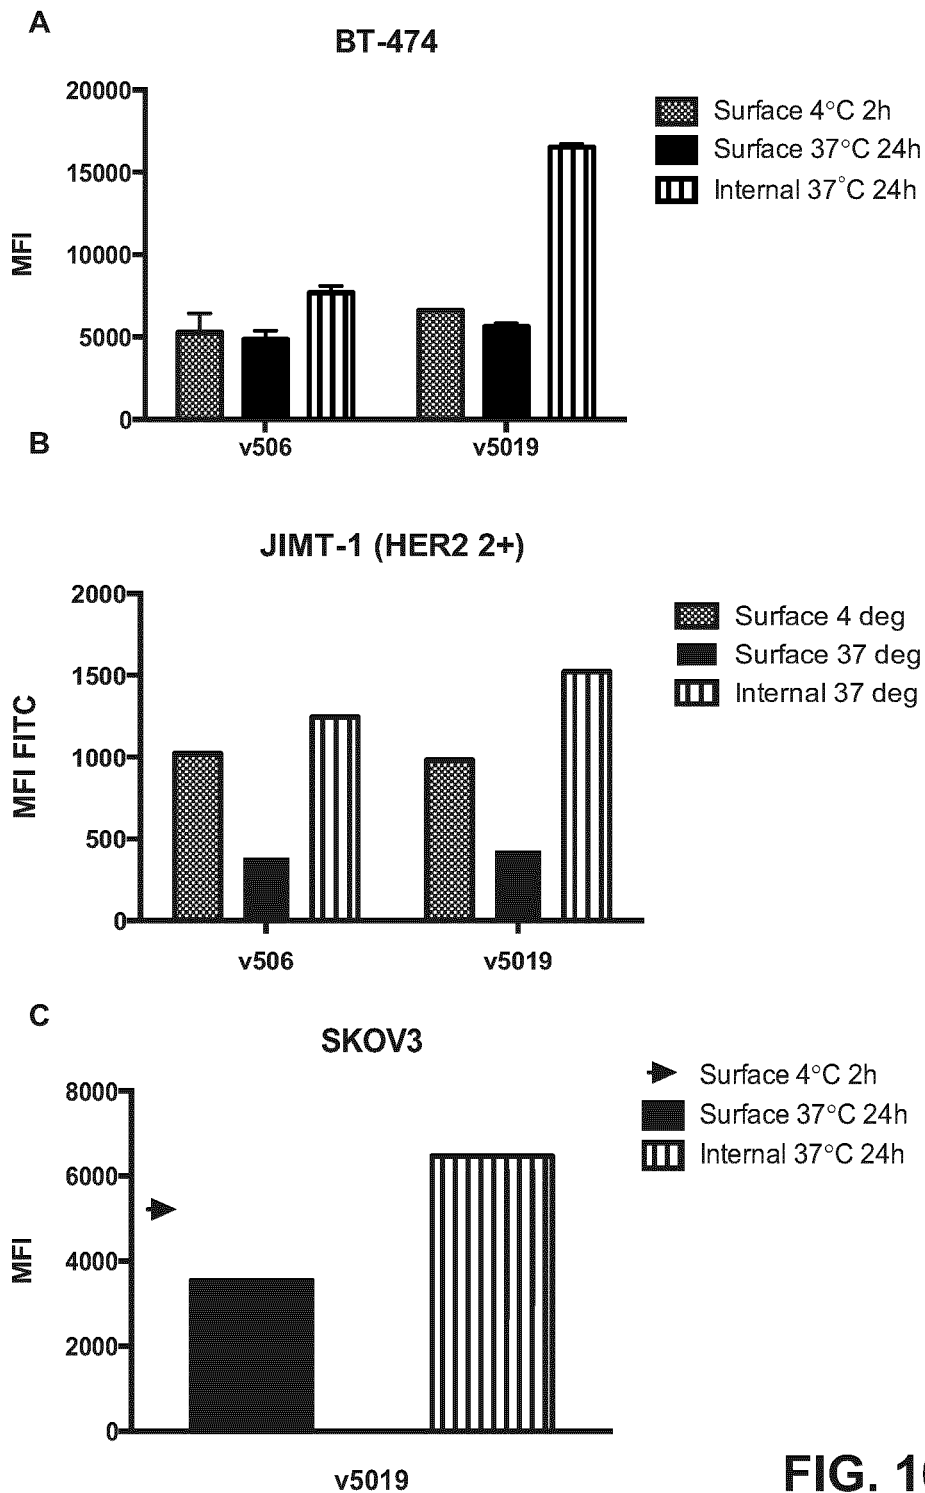 A
BT-474
20000
15000
10000
5000
0
MFI
v506
v5019
Surface 4°C 2h
Surface 37°C 24h
Internal 37°C 24h
B
JIMT-1 (HER2 2+)
2000
1500
1000
500
0
MFI FITC
v506
v5019
Surface 4 deg
Surface 37 deg
Internal 37 deg
C
SKOV3
8000
6000
4000
2000
0
MFI
v5019
Surface 4°C 2h
Surface 37°C 24h
Internal 37°C 24h
FIG. 1